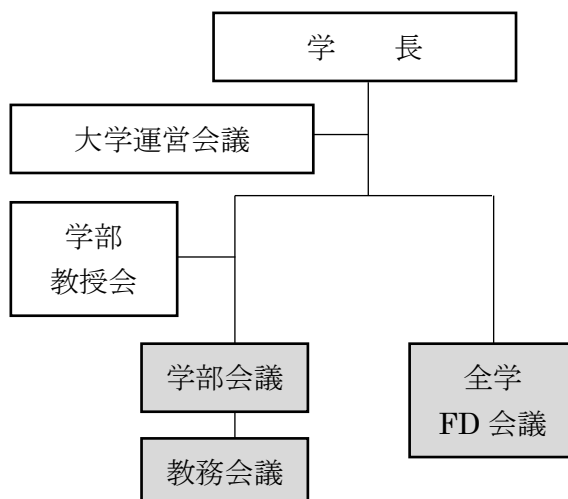 学　　長
大学運営会議
学部
教授会
学部会議
全学
FD 会議
教務会議